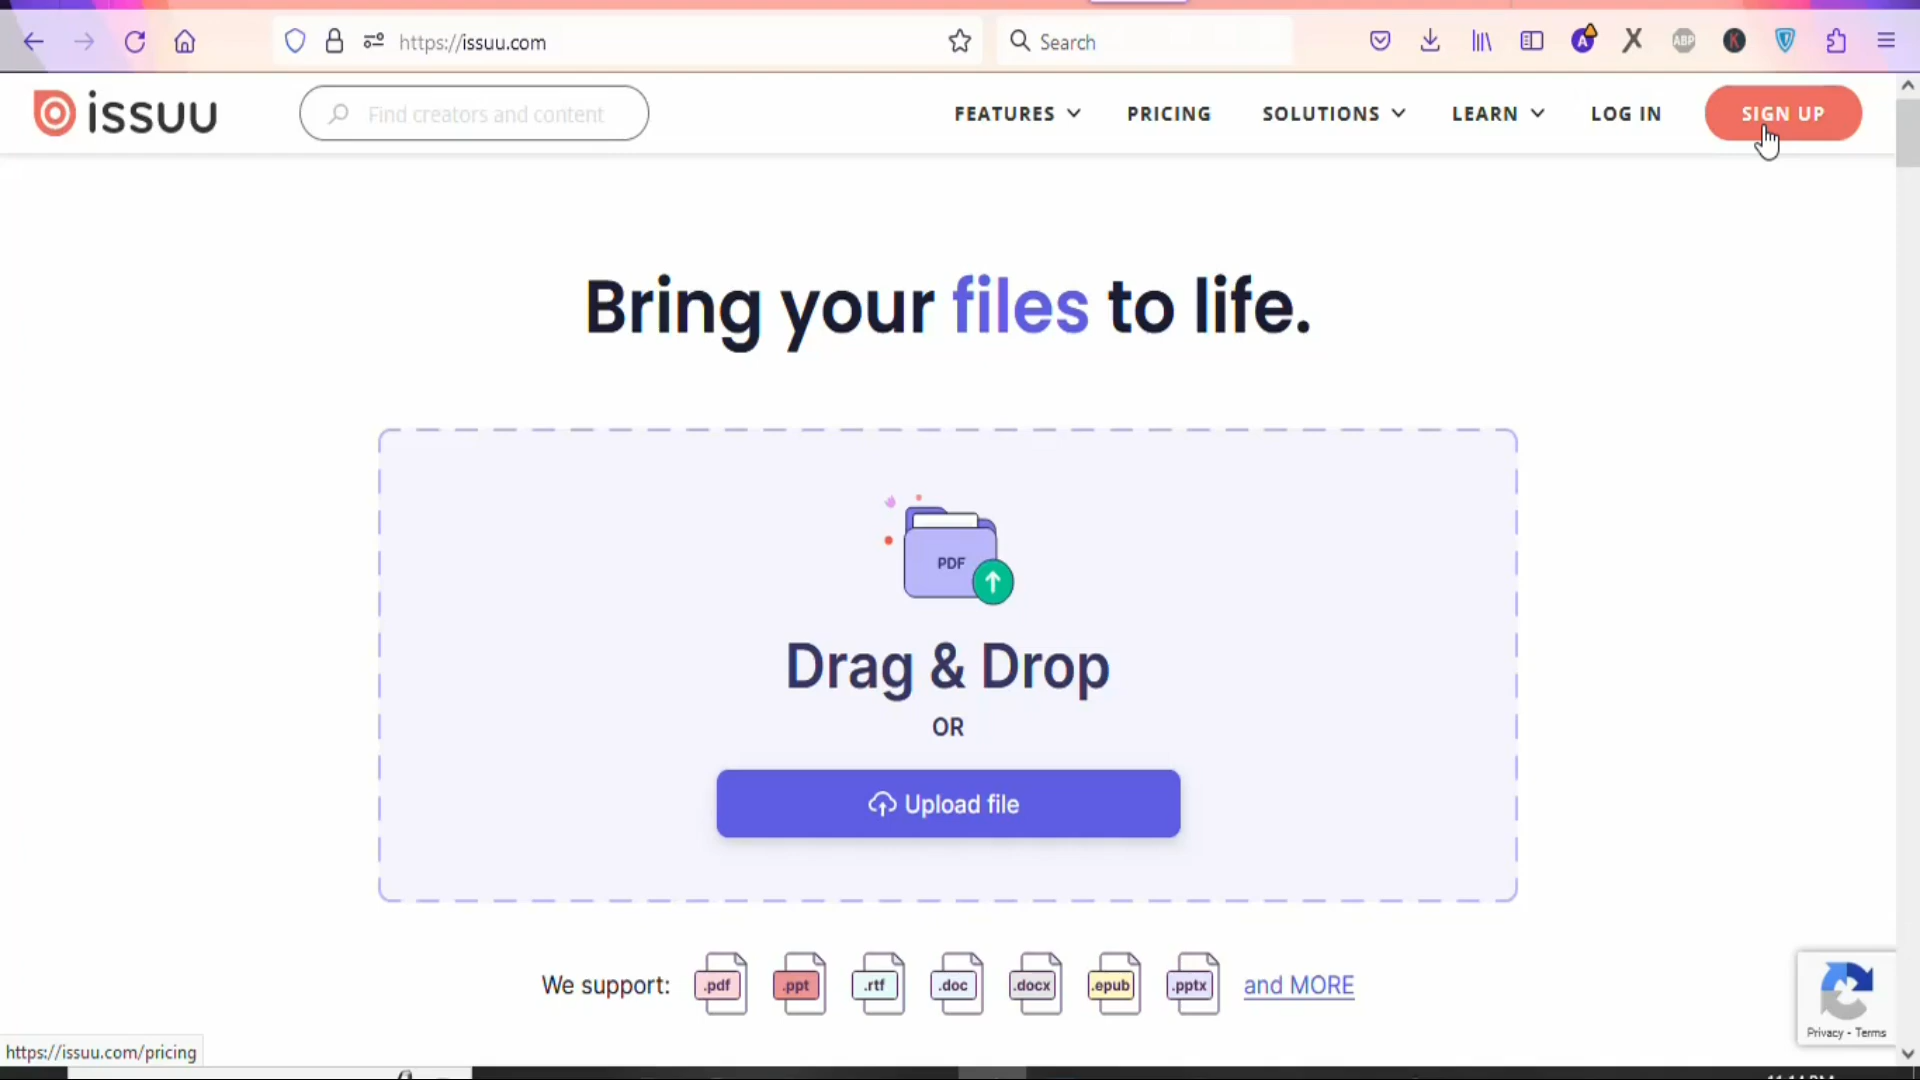 https://issuu.com
Search
ABP
issuu
Find creators and content
FEATURES
PRICING
SOLUTIONS
LEARN
LOG IN
SIGN UP
Bring your files to life.
PDF
Drag & Drop
OR
Upload file
We support:
.pdf
.ppt
.rtf
.doc
.docx
.epub
.pptx
and MORE
Privacy - Terms
https://issuu.com/pricing